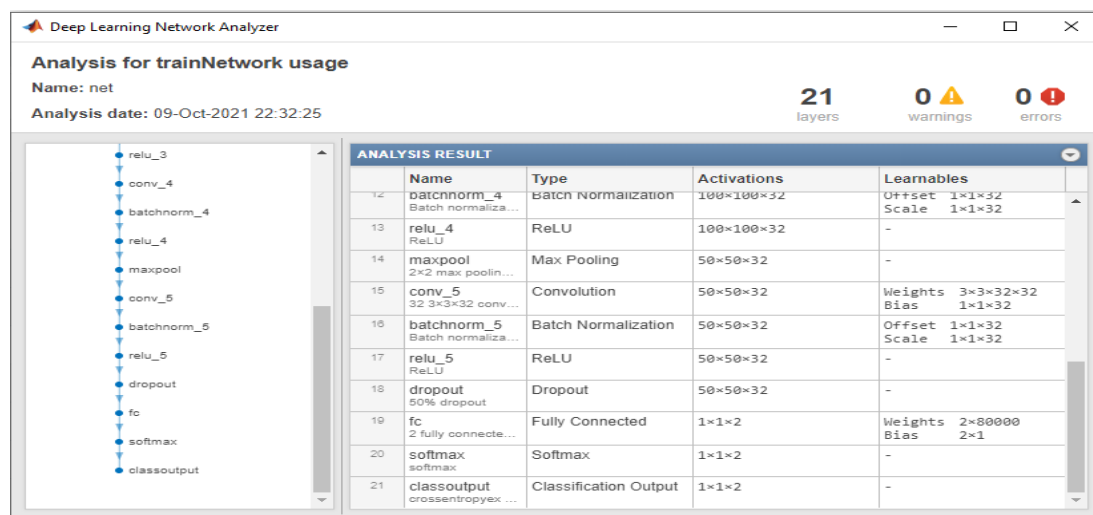 Deep Learning Network Analyzer
Analysis for trainNetwork usage
Name: net
Analysis date: 09-Oct-2021 22:32:25
21
layers
0
warnings
0
errors
relu_3
conv_4
batchnorm_4
relu_4
maxpool
conv_5
batchnorm_5
relu_5
dropout
fc
softmax
classoutput
ANALYSIS RESULT
Name Type Activations Learnables
12 batchnorm_4 Batch Normalization 100×100×32 Offset 1×1×32
Batch normaliza... Scale 1×1×32
13 relu_4 ReLU 100×100×32 -
ReLU
14 maxpool Max Pooling 50×50×32 -
2×2 max poolin...
15 conv_5 Convolution 50×50×32 Weights 3×3×32×32
32 3×3×32 conv... Bias 1×1×32
16 batchnorm_5 Batch Normalization 50×50×32 Offset 1×1×32
Batch normaliza... Scale 1×1×32
17 relu_5 ReLU 50×50×32 -
ReLU
18 dropout Dropout 50×50×32 -
50% dropout
19 fc Fully Connected 1×1×2 Weights 2×80000
2 fully connecte... Bias 2×1
20 softmax Softmax 1×1×2 -
softmax
21 classoutput Classification Output 1×1×2 -
crossentropyex ...